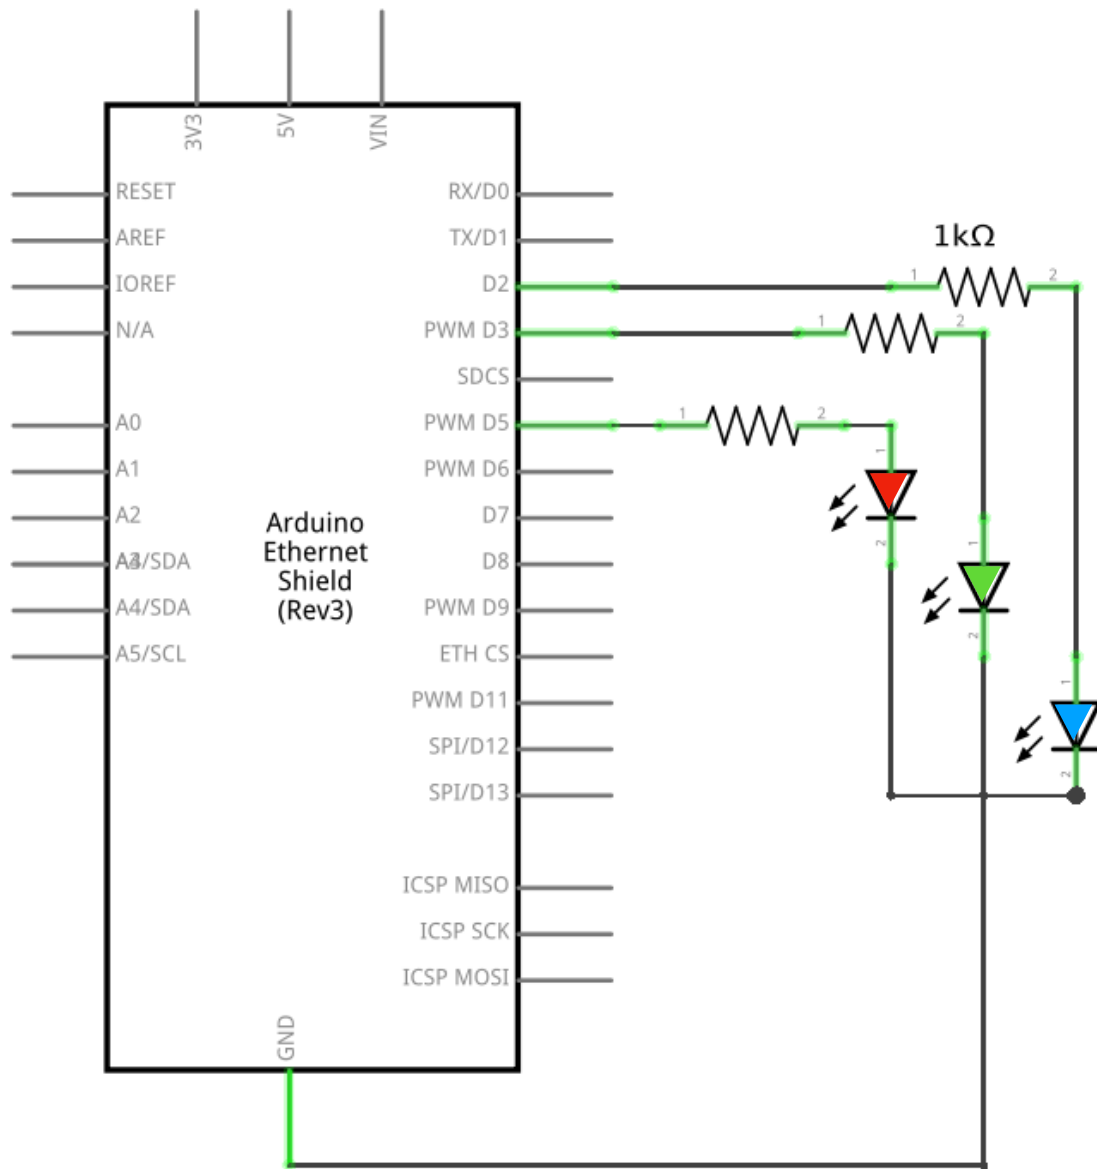 3V3
5V
VIN
RESET
RX/D0
AREF
TX/D1
1kΩ
IOREF
D2
1
2
N/A
PWM D3
1
2
SDCS
A0
PWM D5
1
2
1
A1
PWM D6
A2
D7
Arduino
Ethernet
Shield
(Rev3)
2
1
A4/SDA
D8
A4/SDA
PWM D9
2
A5/SCL
ETH CS
1
PWM D11
SPI/D12
2
SPI/D13
ICSP MISO
ICSP SCK
ICSP MOSI
GND